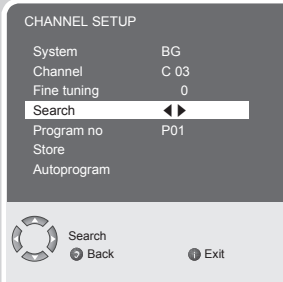 CHANNEL SETUP
System BG
Channel C 03
Fine tuning 0
Search
Program no P01
Store
Autoprogram
Search
Back Exit